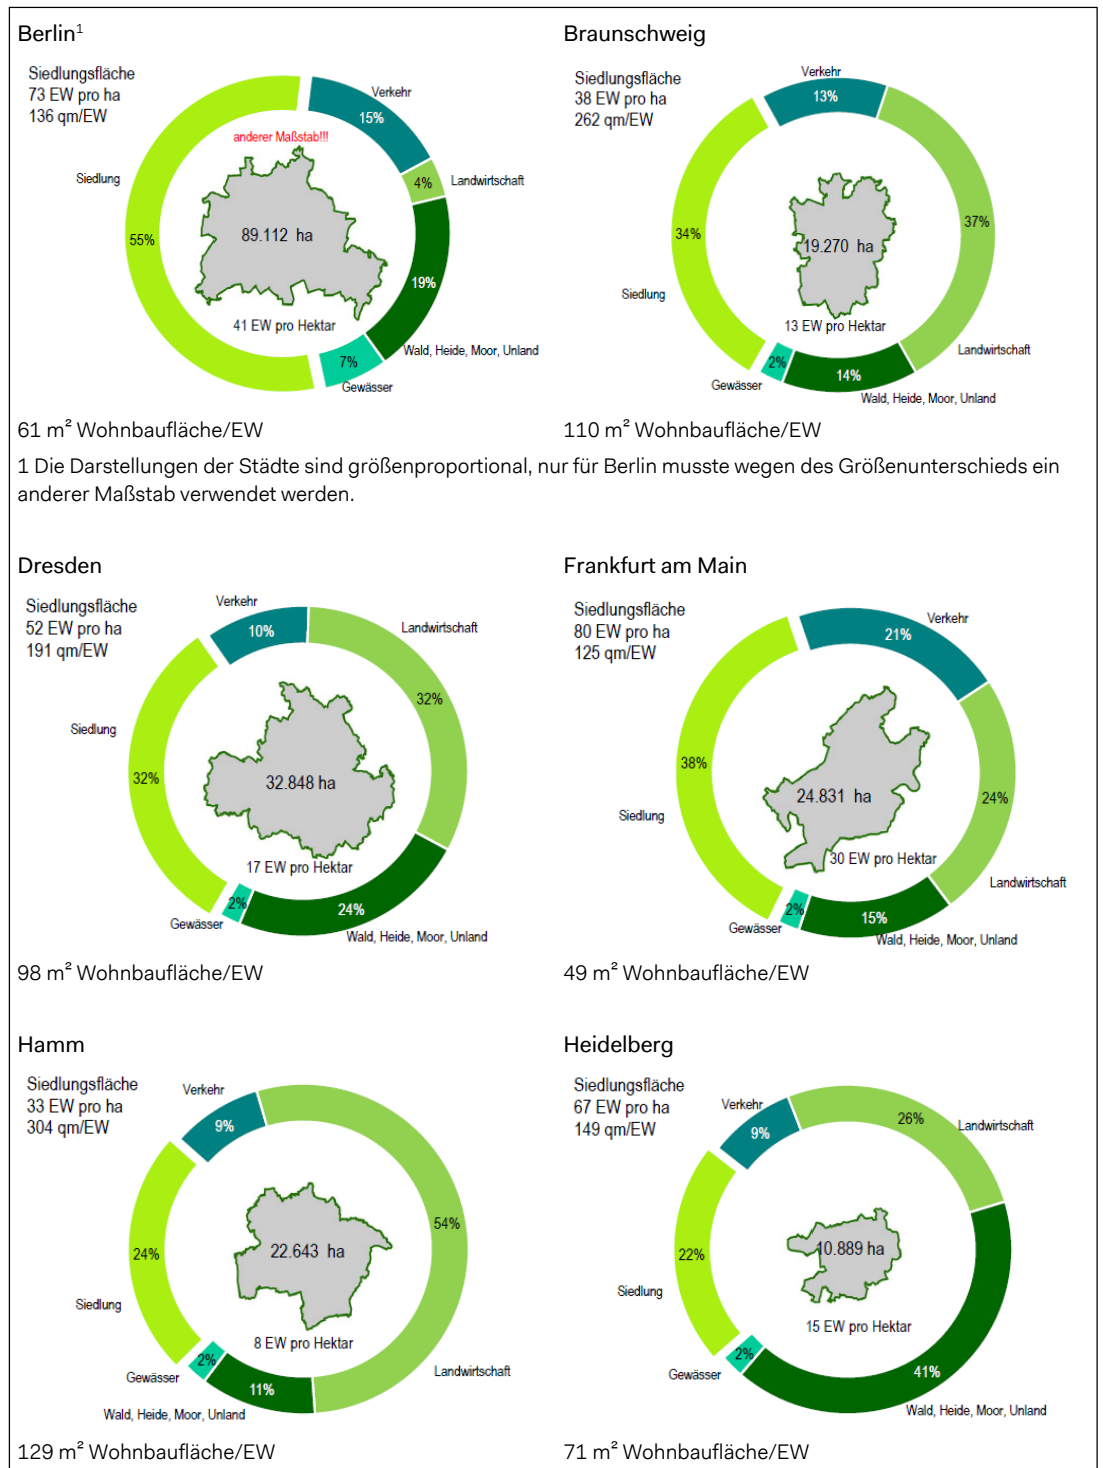 Berlin¹
Siedlungsfläche
73 EW pro ha
136 qm/EW
Verkehr
15%
anderer Maßstab!!!
Siedlung
4%
Landwirtschaft
55%
89.112 ha
19%
41 EW pro Hektar
Wald, Heide, Moor, Unland
7%
Gewässer
61 m² Wohnbaufläche/EW
Braunschweig
Siedlungsfläche
38 EW pro ha
262 qm/EW
Verkehr
13%
37%
34%
19.270 ha
Siedlung
13 EW pro Hektar
Landwirtschaft
2%
Gewässer
14%
Wald, Heide, Moor, Unland
110 m² Wohnbaufläche/EW
1 Die Darstellungen der Städte sind größenproportional, nur für Berlin musste wegen des Größenunterschieds ein
anderer Maßstab verwendet werden.
Dresden
Siedlungsfläche
52 EW pro ha
191 qm/EW
Verkehr
10%
Landwirtschaft
32%
Siedlung
32%
32.848 ha
17 EW pro Hektar
2%
Gewässer
24%
Wald, Heide, Moor, Unland
98 m² Wohnbaufläche/EW
Frankfurt am Main
Siedlungsfläche
80 EW pro ha
125 qm/EW
Verkehr
21%
38%
24.831 ha
24%
Siedlung
30 EW pro Hektar
Landwirtschaft
2%
Gewässer
15%
Wald, Heide, Moor, Unland
49 m² Wohnbaufläche/EW
Hamm
Siedlungsfläche
33 EW pro ha
304 qm/EW
Verkehr
9%
54%
24%
22.643 ha
Siedlung
8 EW pro Hektar
2%
Gewässer
Landwirtschaft
11%
Wald, Heide, Moor, Unland
129 m² Wohnbaufläche/EW
Heidelberg
Siedlungsfläche
67 EW pro ha
149 qm/EW
Verkehr
9%
26%
Landwirtschaft
22%
10.889 ha
Siedlung
15 EW pro Hektar
2%
Gewässer
41%
Wald, Heide, Moor, Unland
71 m² Wohnbaufläche/EW